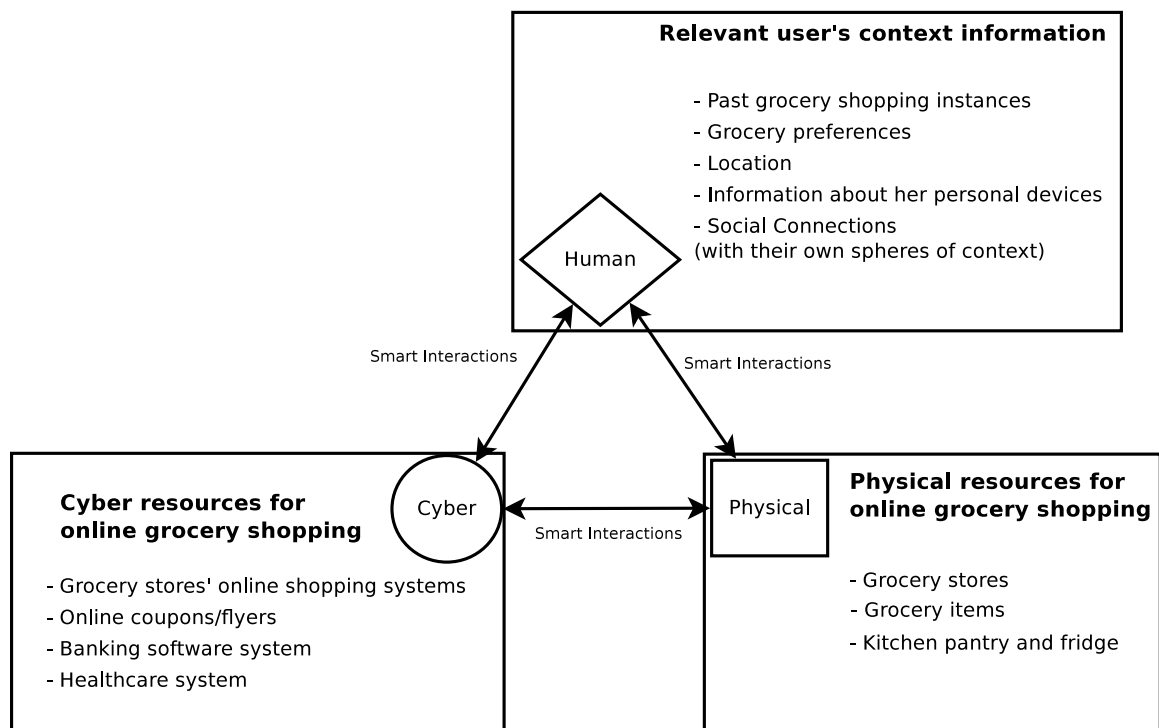 Relevant user's context information
- Past grocery shopping instances
- Grocery preferences
- Location
- Information about her personal devices
- Social Connections
(with their own spheres of context)
Human
Smart Interactions
Smart Interactions
Cyber resources for
online grocery shopping
Cyber
- Grocery stores' online shopping systems
- Online coupons/flyers
- Banking software system
- Healthcare system
Smart Interactions
Physical
Physical resources for
online grocery shopping
- Grocery stores
- Grocery items
- Kitchen pantry and fridge